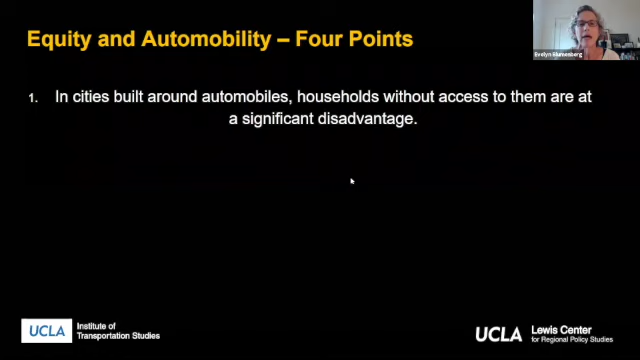 Equity and Automobility – Four Points
Evelyn Blumenberg
1. In cities built around automobiles, households without access to them are at
a significant disadvantage.
UCLA
Institute of
Transportation Studies
UCLA
Lewis Center
for Regional Policy Studies